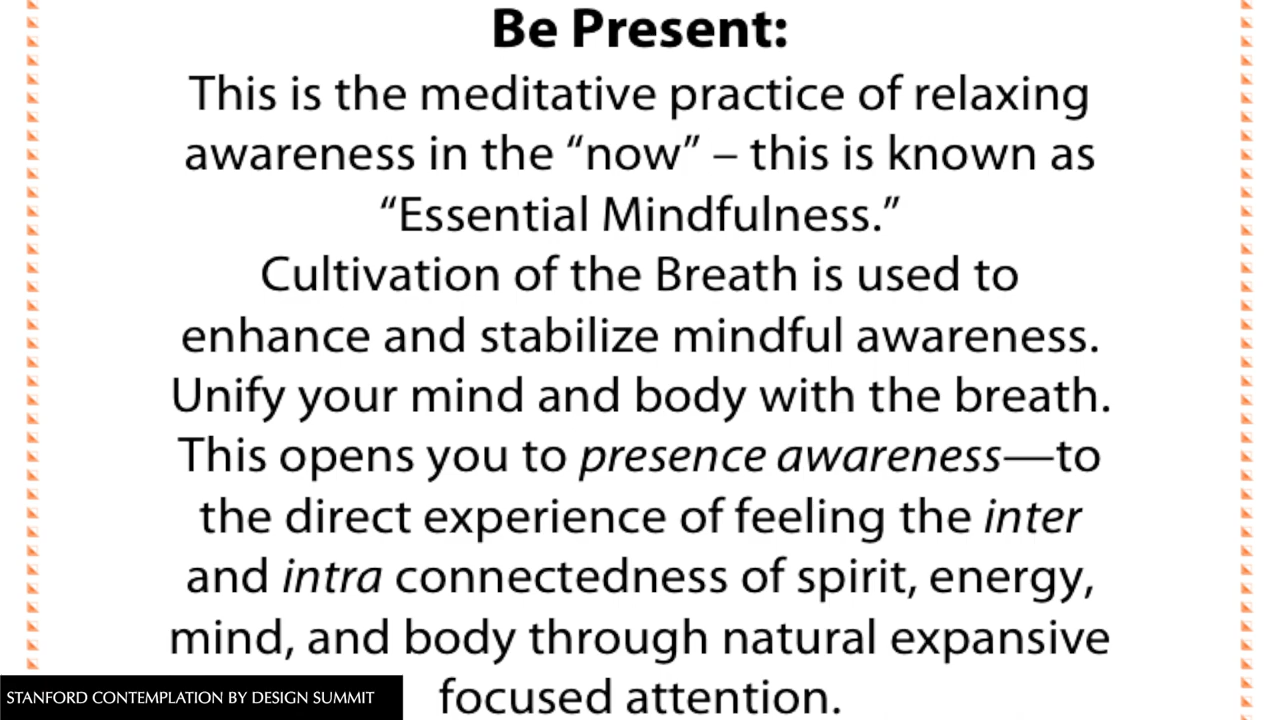 Be Present:
This is the meditative practice of relaxing
awareness in the “now” – this is known as
“Essential Mindfulness.”
Cultivation of the Breath is used to
enhance and stabilize mindful awareness.
Unify your mind and body with the breath.
This opens you to presence awareness—to
the direct experience of feeling the inter
and intra connectedness of spirit, energy,
mind, and body through natural expansive
focused attention.
STANFORD CONTEMPLATION BY DESIGN SUMMIT